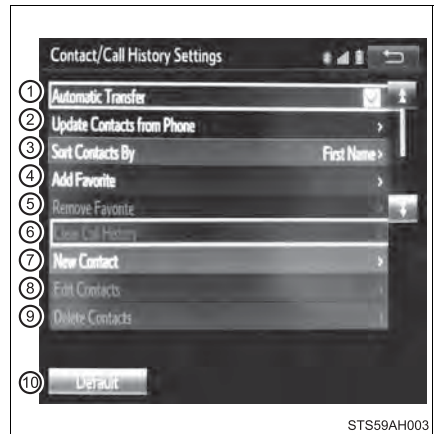 Contact/Call History Settings
1 Automatic Transfer
2 Update Contacts from Phone >
3 Sort Contacts By First Name >
4 Add Favorite >
5 Remove Favorite >
6 Clear Call History
7 New Contact >
8 Edit Contacts
9 Delete Contacts
10 Default
STS59AH003